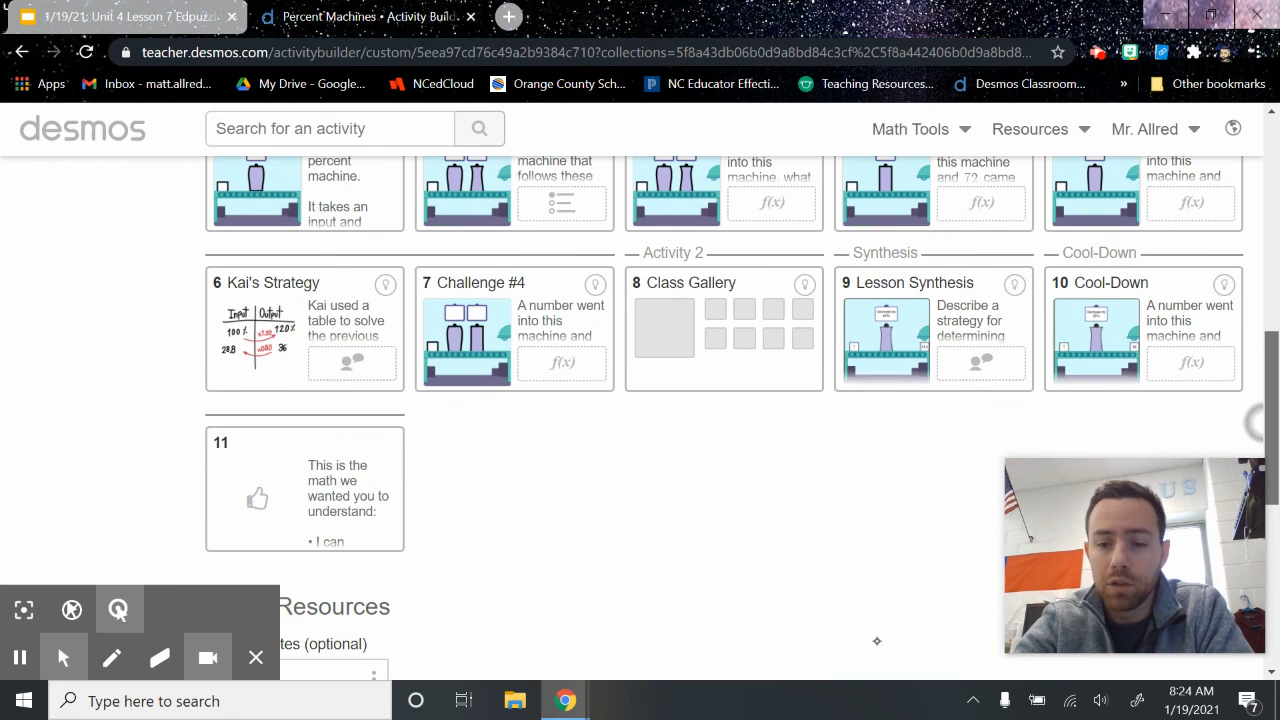 1/19/21: Unit 4 Lesson 7 Edpuzzl
Percent Machines • Activity Build
teacher.desmos.com/activitybuilder/custom/5eea97cd76c49a2b9384c710?collections=5f8a43db06b0d9a8bd84c3cf%2C5f8a442406b0d9a8bd8...
Apps
Inbox - matt.allred...
My Drive - Google...
NCedCloud
Orange County Sch...
NC Educator Effecti...
Teaching Resources...
Desmos Classroom...
»
Other bookmarks
desmos
Search for an activity
Math Tools
Resources
Mr. Allred
percent
machine.
It takes an
input and
machine that
follows these
into this
machine, what
f(x)
this machine
and 72 came
f(x)
into this
machine and
f(x)
Activity 2
Synthesis
Cool-Down
6 Kai's Strategy
Input Output
100% 120%
28.8 36
Kai used a
table to solve
the previous
7 Challenge #4
A number went
into this
machine and
f(x)
8 Class Gallery
9 Lesson Synthesis
Describe a
strategy for
determining
10 Cool-Down
A number went
into this
machine and
f(x)
11
This is the
math we
wanted you to
understand:
• I can
Resources
tes (optional)
Type here to search
8:24 AM
1/19/2021
7